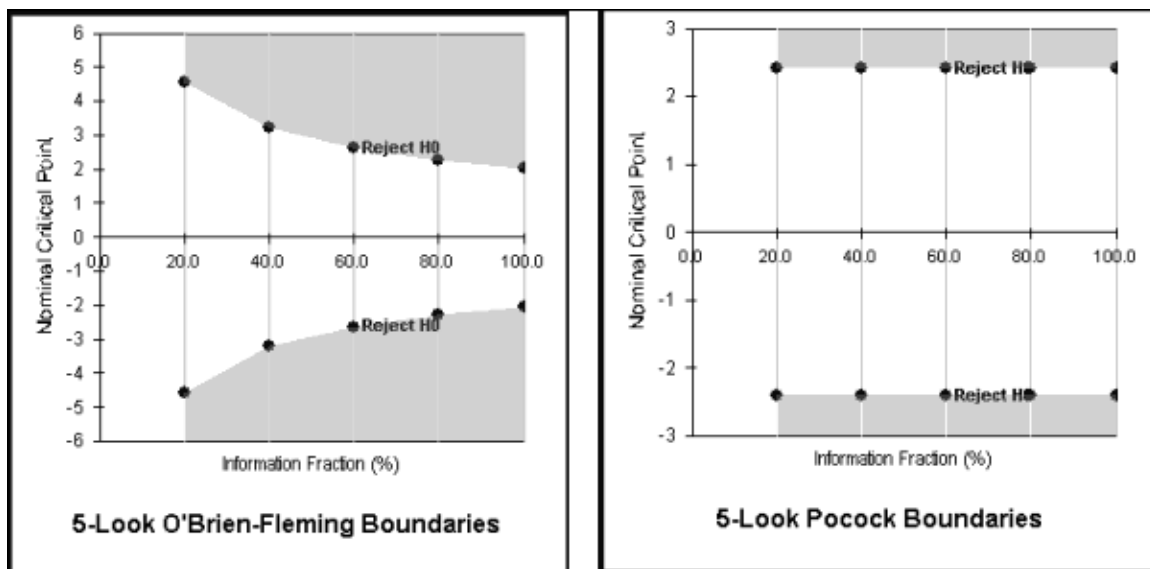 6
5
4
3
2
1
0
-1
-2
-3
-4
-5
-6
Nominal Critical Point
0.0 20.0 40.0 60.0 80.0 100.0
Reject H0
Reject H0
Information Fraction (%)
5-Look O'Brien-Fleming Boundaries
3
2
1
0
-1
-2
-3
Nominal Critical Point
0.0 20.0 40.0 60.0 80.0 100.0
Reject H
Reject H
Information Fraction (%)
5-Look Pocock Boundaries